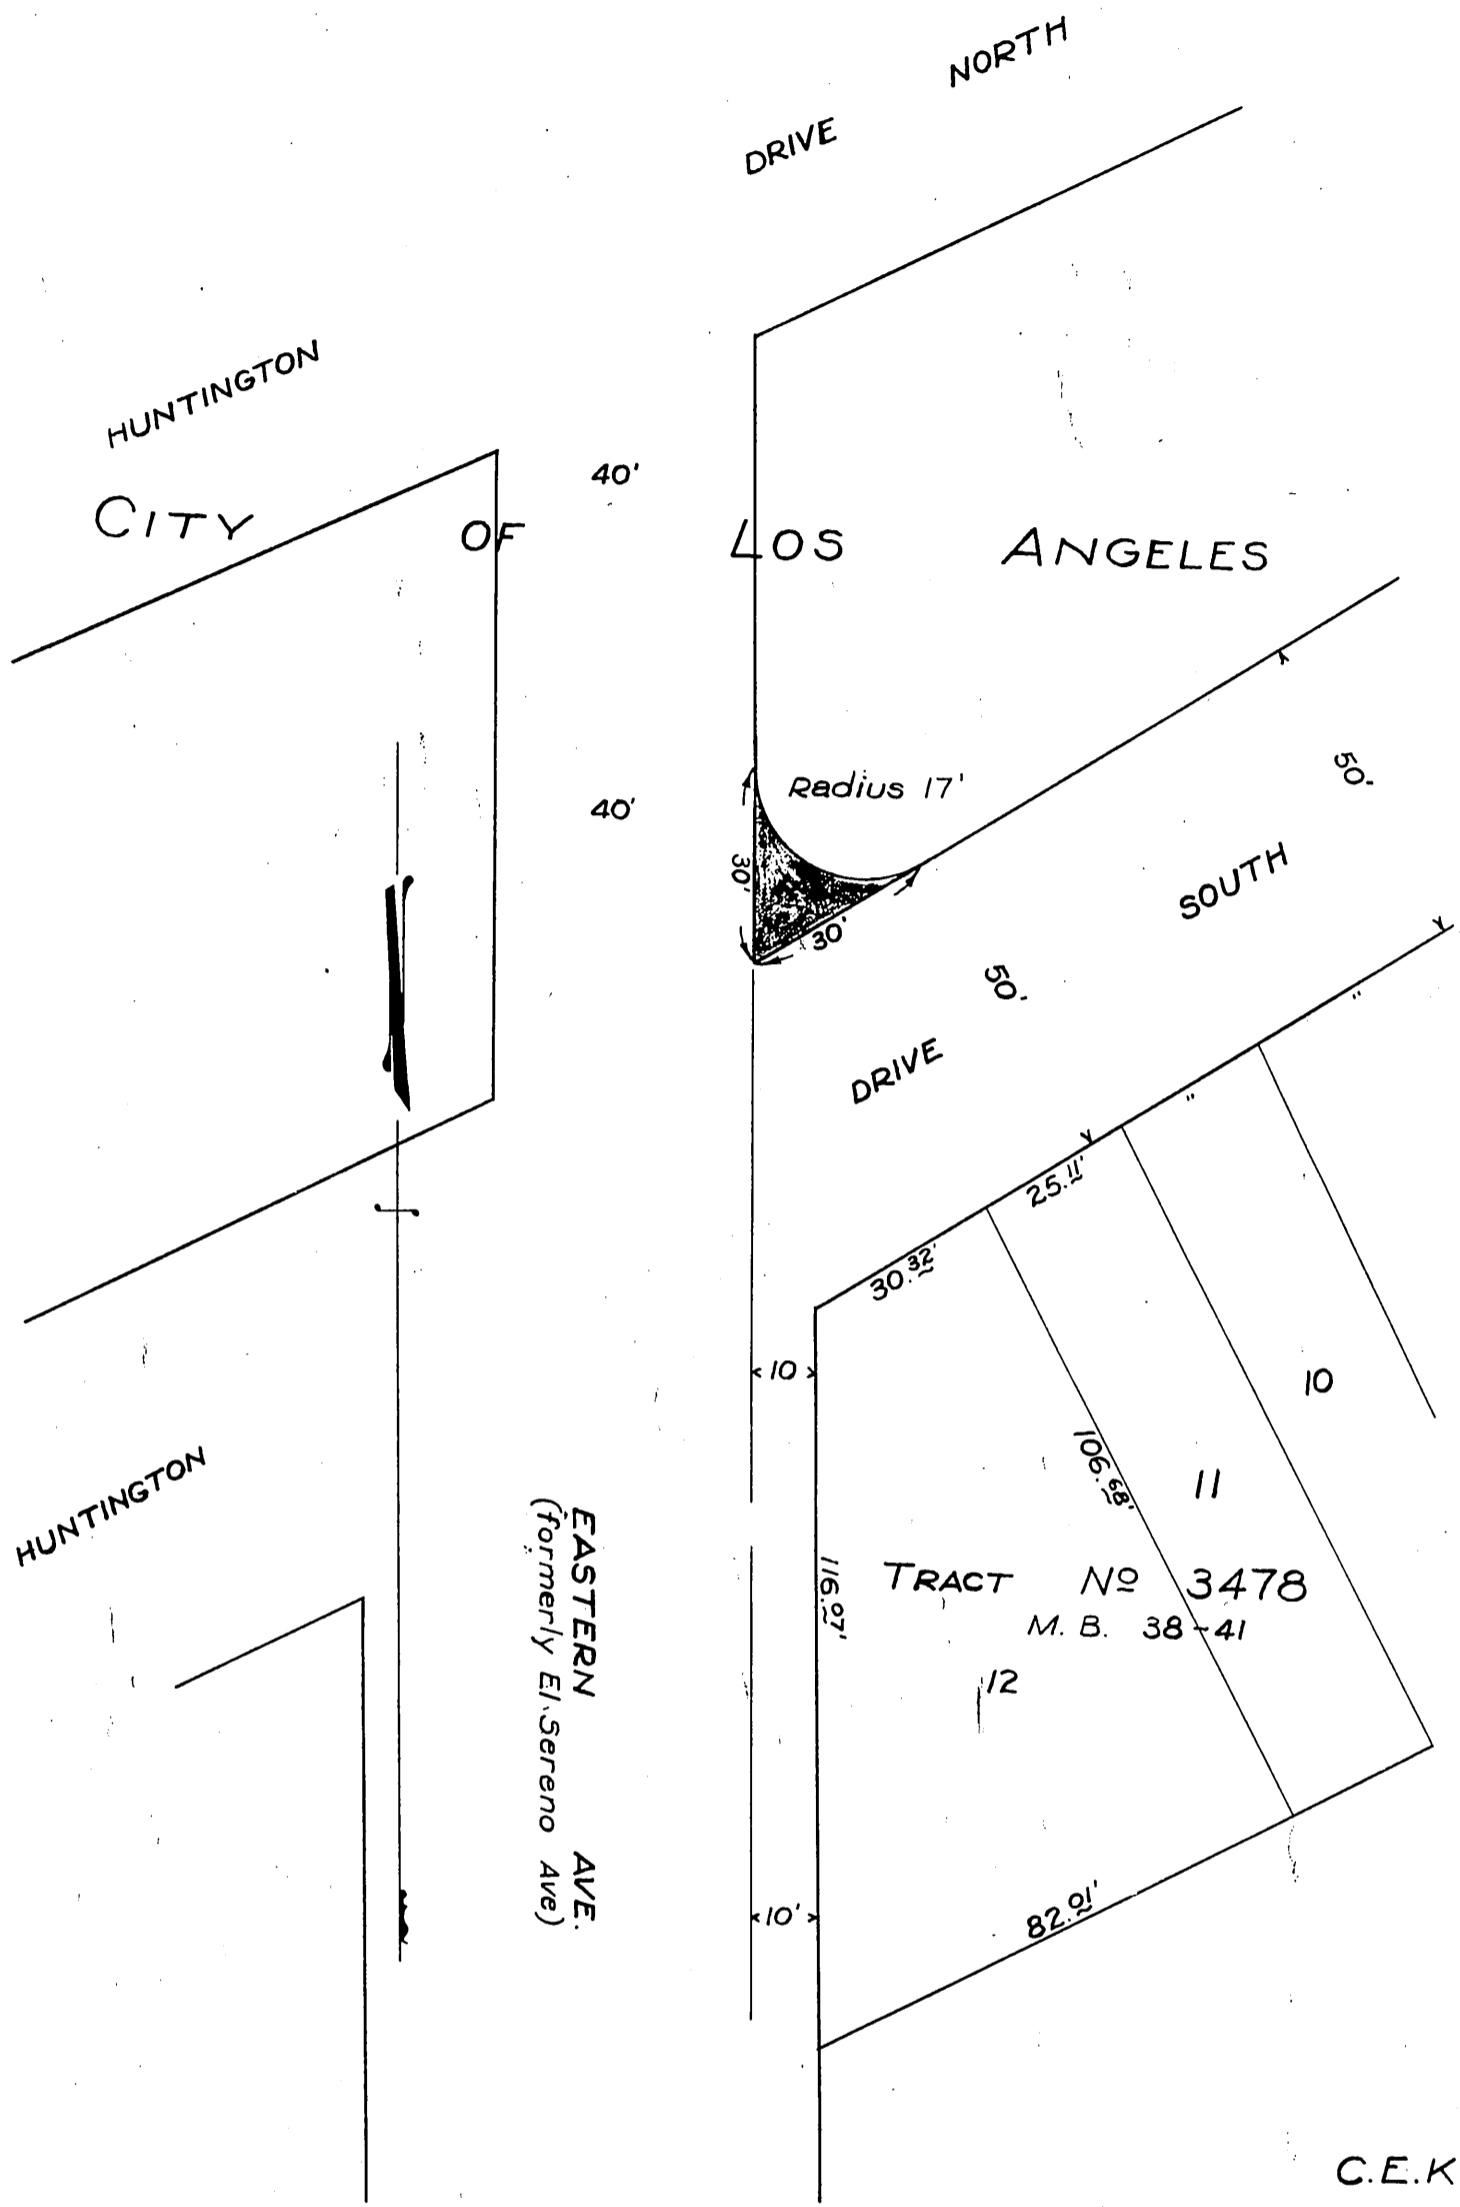 NORTH
DRIVE
HUNTINGTON
40'
CITY OF LOS ANGELES
50'
Radius 17'
40'
30'
SOUTH
30'
50'
DRIVE
"
"
25.11'
30.32'
10
10
106.68'
11
HUNTINGTON
EASTERN AVE.
(formerly El Sereno Ave)
116.07'
TRACT Nº 3478
M. B. 38-41
12
82.01'
10'
C.E.K